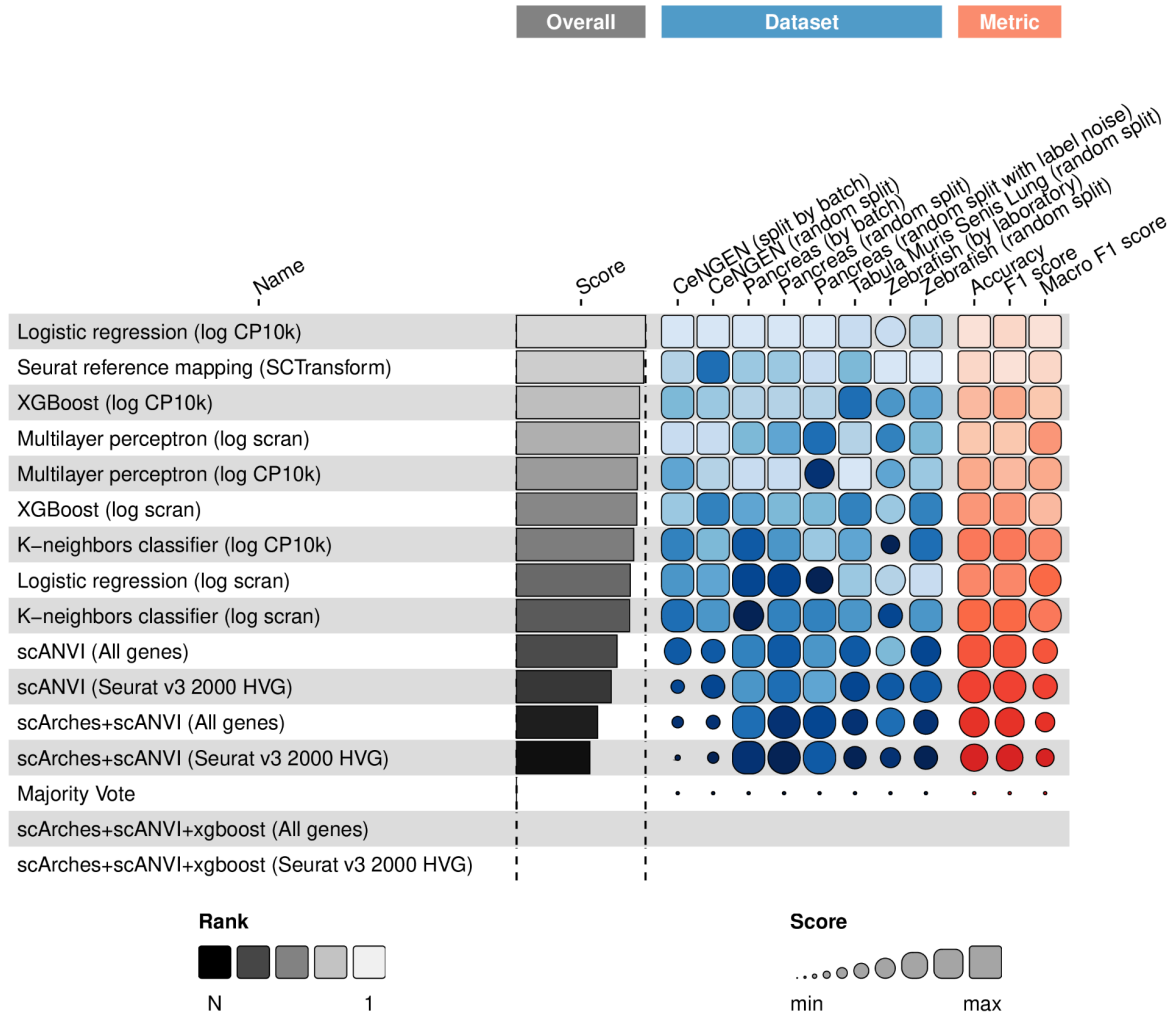 Overall
Dataset
Metric
Name
Score
CeNGEN (split by batch)
CeNGEN (random split)
Pancreas (by batch)
Pancreas (random split)
Pancreas (random split with label noise)
Tabula Muris Senis Lung (random split)
Zebrafish (by laboratory)
Zebrafish (random split)
Accuracy
F1 score
Macro F1 score
Logistic regression (log CP10k)
Seurat reference mapping (SCTransform)
XGBoost (log CP10k)
Multilayer perceptron (log scran)
Multilayer perceptron (log CP10k)
XGBoost (log scran)
K−neighbors classifier (log CP10k)
Logistic regression (log scran)
K−neighbors classifier (log scran)
scANVI (All genes)
scANVI (Seurat v3 2000 HVG)
scArches+scANVI (All genes)
scArches+scANVI (Seurat v3 2000 HVG)
Majority Vote
scArches+scANVI+xgboost (All genes)
scArches+scANVI+xgboost (Seurat v3 2000 HVG)
Rank
N
1
Score
min
max